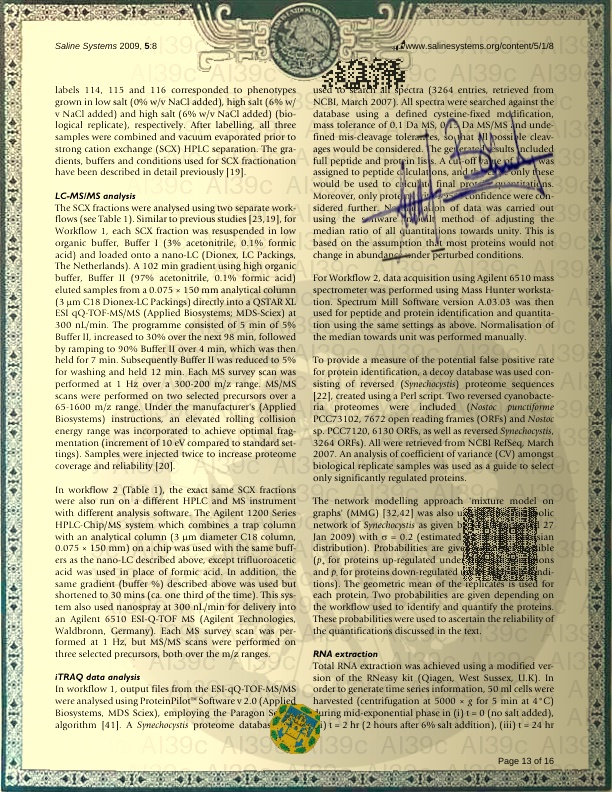 Saline Systems 2009, 5:8
www.salinesystems.org/content/5/1/8
labels 114, 115 and 116 corresponded to phenotypes
grown in low salt (0% w/v NaCl added), high salt (6% w/
v NaCl added) and high salt (6% w/v NaCl added) (bio-
logical replicate), respectively. After labelling, all three
samples were combined and vacuum evaporated prior to
strong cation exchange (SCX) HPLC separation. The gra-
dients, buffers and conditions used for SCX fractionation
have been described in detail previously [19].
LC-MS/MS analysis
The SCX fractions were analysed using two separate work-
flows (see Table 1). Similar to previous studies [23,19], for
Workflow 1, each SCX fraction was resuspended in low
organic buffer, Buffer I (3% acetonitrile, 0.1% formic
acid) and loaded onto a nano-LC (Dionex, LC Packings,
The Netherlands). A 102 min gradient using high organic
buffer, Buffer II (97% acetonitrile, 0.1% formic acid)
eluted samples from a 0.075 × 150 mm analytical column
(3 μm C18 Dionex-LC Packings) directly into a QSTAR XL
ESI qQ-TOF-MS/MS (Applied Biosystems; MDS-Sciex) at
300 nL/min. The programme consisted of 5 min of 5%
Buffer II, increased to 30% over the next 98 min, followed
by ramping to 90% Buffer II over 4 min, which was then
held for 7 min. Subsequently Buffer II was reduced to 5%
for washing and held 12 min. Each MS survey scan was
performed at 1 Hz over a 300-200 m/z range. MS/MS
scans were performed on two selected precursors over a
65-1600 m/z range. Under the manufacturer's (Applied
Biosystems) instructions, an elevated rolling collision
energy range was incorporated to achieve optimal frag-
mentation (increment of 10 eV compared to standard set-
tings). Samples were injected twice to increase proteome
coverage and reliability [20].
In workflow 2 (Table 1), the exact same SCX fractions
were also run on a different HPLC and MS instrument
with different analysis software. The Agilent 1200 Series
HPLC-Chip/MS system which combines a trap column
with an analytical column (3 μm diameter C18 column,
0.075 × 150 mm) on a chip was used with the same buff-
ers as the nano-LC described above, except trifluoroacetic
acid was used in place of formic acid. In addition, the
same gradient (buffer %) described above was used but
shortened to 30 mins (ca. one third of the time). This sys-
tem also used nanospray at 300 nL/min for delivery into
an Agilent 6510 ESI-Q-TOF MS (Agilent Technologies,
Waldbronn, Germany). Each MS survey scan was per-
formed at 1 Hz, but MS/MS scans were performed on
three selected precursors, both over the m/z ranges.
iTRAQ data analysis
In workflow 1, output files from the ESI-qQ-TOF-MS/MS
were analysed using ProteinPilot™ Software v 2.0 (Applied
Biosystems, MDS Sciex), employing the Paragon
algorithm [41]. A Synechocystis proteome
used to search all spectra (3264 entries, retrieved from
NCBI, March 2007). All spectra were searched against the
database using a defined cysteine-fixed modification,
mass tolerance of 0.1 Da MS, Da MS/MS and unde-
fined mis-cleavage tolerances, so that all possible cleav-
ages would be considered. The generated included
full peptide and protein lists. A cut-off was
assigned to peptide calculations, and only these
would be used to final protein quantitations.
Moreover, only confidence were con-
sidered further. of data was carried out
using the software method of adjusting the
median ratio of all quantitations towards unity. This is
based on the assumption that most proteins would not
change in abundance under perturbed conditions.
For Workflow 2, data acquisition using Agilent 6510 mass
spectrometer was performed using Mass Hunter worksta-
tion. Spectrum Mill Software version A.03.03 was then
used for peptide and protein identification and quantita-
tion using the same settings as above. Normalisation of
the median towards unit was performed manually.
To provide a measure of the potential false positive rate
for protein identification, a decoy database was used con-
sisting of reversed (Synechocystis) proteome sequences
[22], created using a Perl script. Two reversed cyanobacte-
ria proteomes were included (Nostoc punctiforme
PCC73102, 7672 open reading frames (ORFs) and Nostoc
sp. PCC7120, 6130 ORFs, as well as reversed Synechocystis,
3264 ORFs). All were retrieved from NCBI RefSeq, March
2007. An analysis of coefficient of variance (CV) amongst
biological replicate samples was used as a guide to select
only significantly regulated proteins.
The network modelling approach 'mixture model on
graphs' (MMG) [32,42] was also
network of Synechocystis as given 27
Jan 2009) with σ = 0.2 (estimated
distribution). Probabilities are
(p for proteins up-regulated under
and p for proteins down-regulated
tions). The geometric mean of the replicates is used for
each protein. Two probabilities are given depending on
the workflow used to identify and quantify the proteins.
These probabilities were used to ascertain the reliability of
the quantifications discussed in the text.
RNA extraction
Total RNA extraction was achieved using a modified ver-
sion of the RNeasy kit (Qiagen, West Sussex, U.K). In
order to generate time series information, 50 ml cells were
harvested (centrifugation at 5000 × g for 5 min at 4°C)
during mid-exponential phase in (i) t = 0 (no salt added),
t = 2 hr (2 hours after 6% salt addition), (iii) t = 24 hr
Page 13 of 16